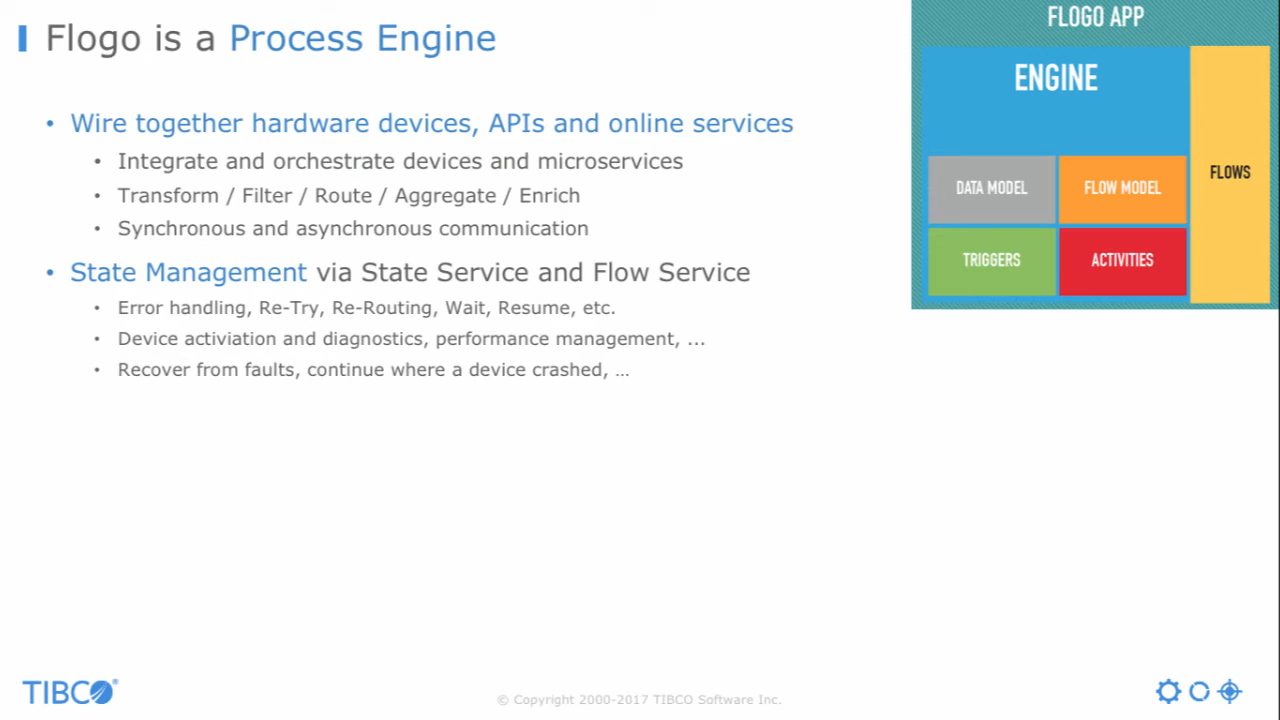 Flogo is a Process Engine
• Wire together hardware devices, APIs and online services
• Integrate and orchestrate devices and microservices
• Transform / Filter / Route / Aggregate / Enrich
• Synchronous and asynchronous communication
• State Management via State Service and Flow Service
• Error handling, Re-Try, Re-Routing, Wait, Resume, etc.
• Device activiation and diagnostics, performance management, ...
• Recover from faults, continue where a device crashed, ...
FLOGO APP
ENGINE
DATA MODEL
FLOW MODEL
FLOWS
TRIGGERS
ACTIVITIES
TIBCO®
© Copyright 2000-2017 TIBCO Software Inc.